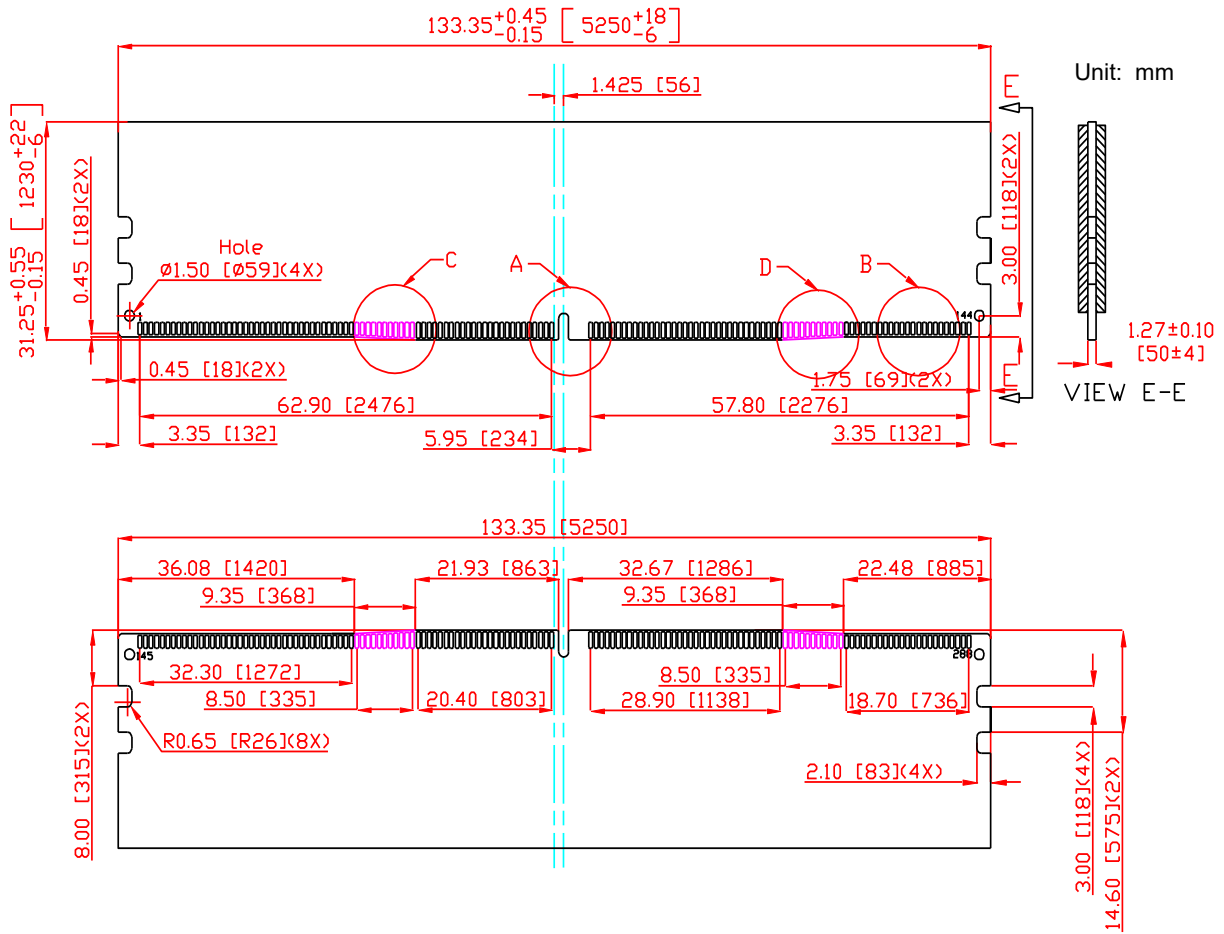 133.35+0.45 -0.15 [ 5250+18 -6 ]
1.425 [56]
Unit: mm
E
31.25+0.55 -0.15 [ 1230+22 -6 ]
0.45 [18](2X)
3.00 [118](2X)
Hole
Ø1.50 [Ø59](4X)
C
A
D
B
1
144
1.27±0.10
[50±4]
0.45 [18](2X)
1.75 [69](2X)
E
VIEW E-E
62.90 [2476]
57.80 [2276]
3.35 [132]
5.95 [234]
3.35 [132]
133.35 [5250]
36.08 [1420]
21.93 [863]
32.67 [1286]
22.48 [885]
9.35 [368]
9.35 [368]
145
280
32.30 [1272]
8.50 [335]
8.50 [335]
20.40 [803]
28.90 [1138]
18.70 [736]
R0.65 [R26](8X)
2.10 [83](4X)
8.00 [315](2X)
3.00 [118](4X)
14.60 [575](2X)